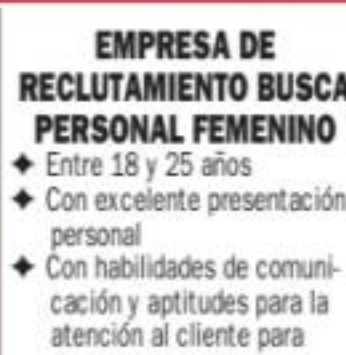 EMPRESA DE
RECLUTAMIENTO BUSCA
PERSONAL FEMENINO
✦ Entre 18 y 25 años
✦ Con excelente presentación
personal
✦ Con habilidades de comuni-
cación y aptitudes para la
atención al cliente para